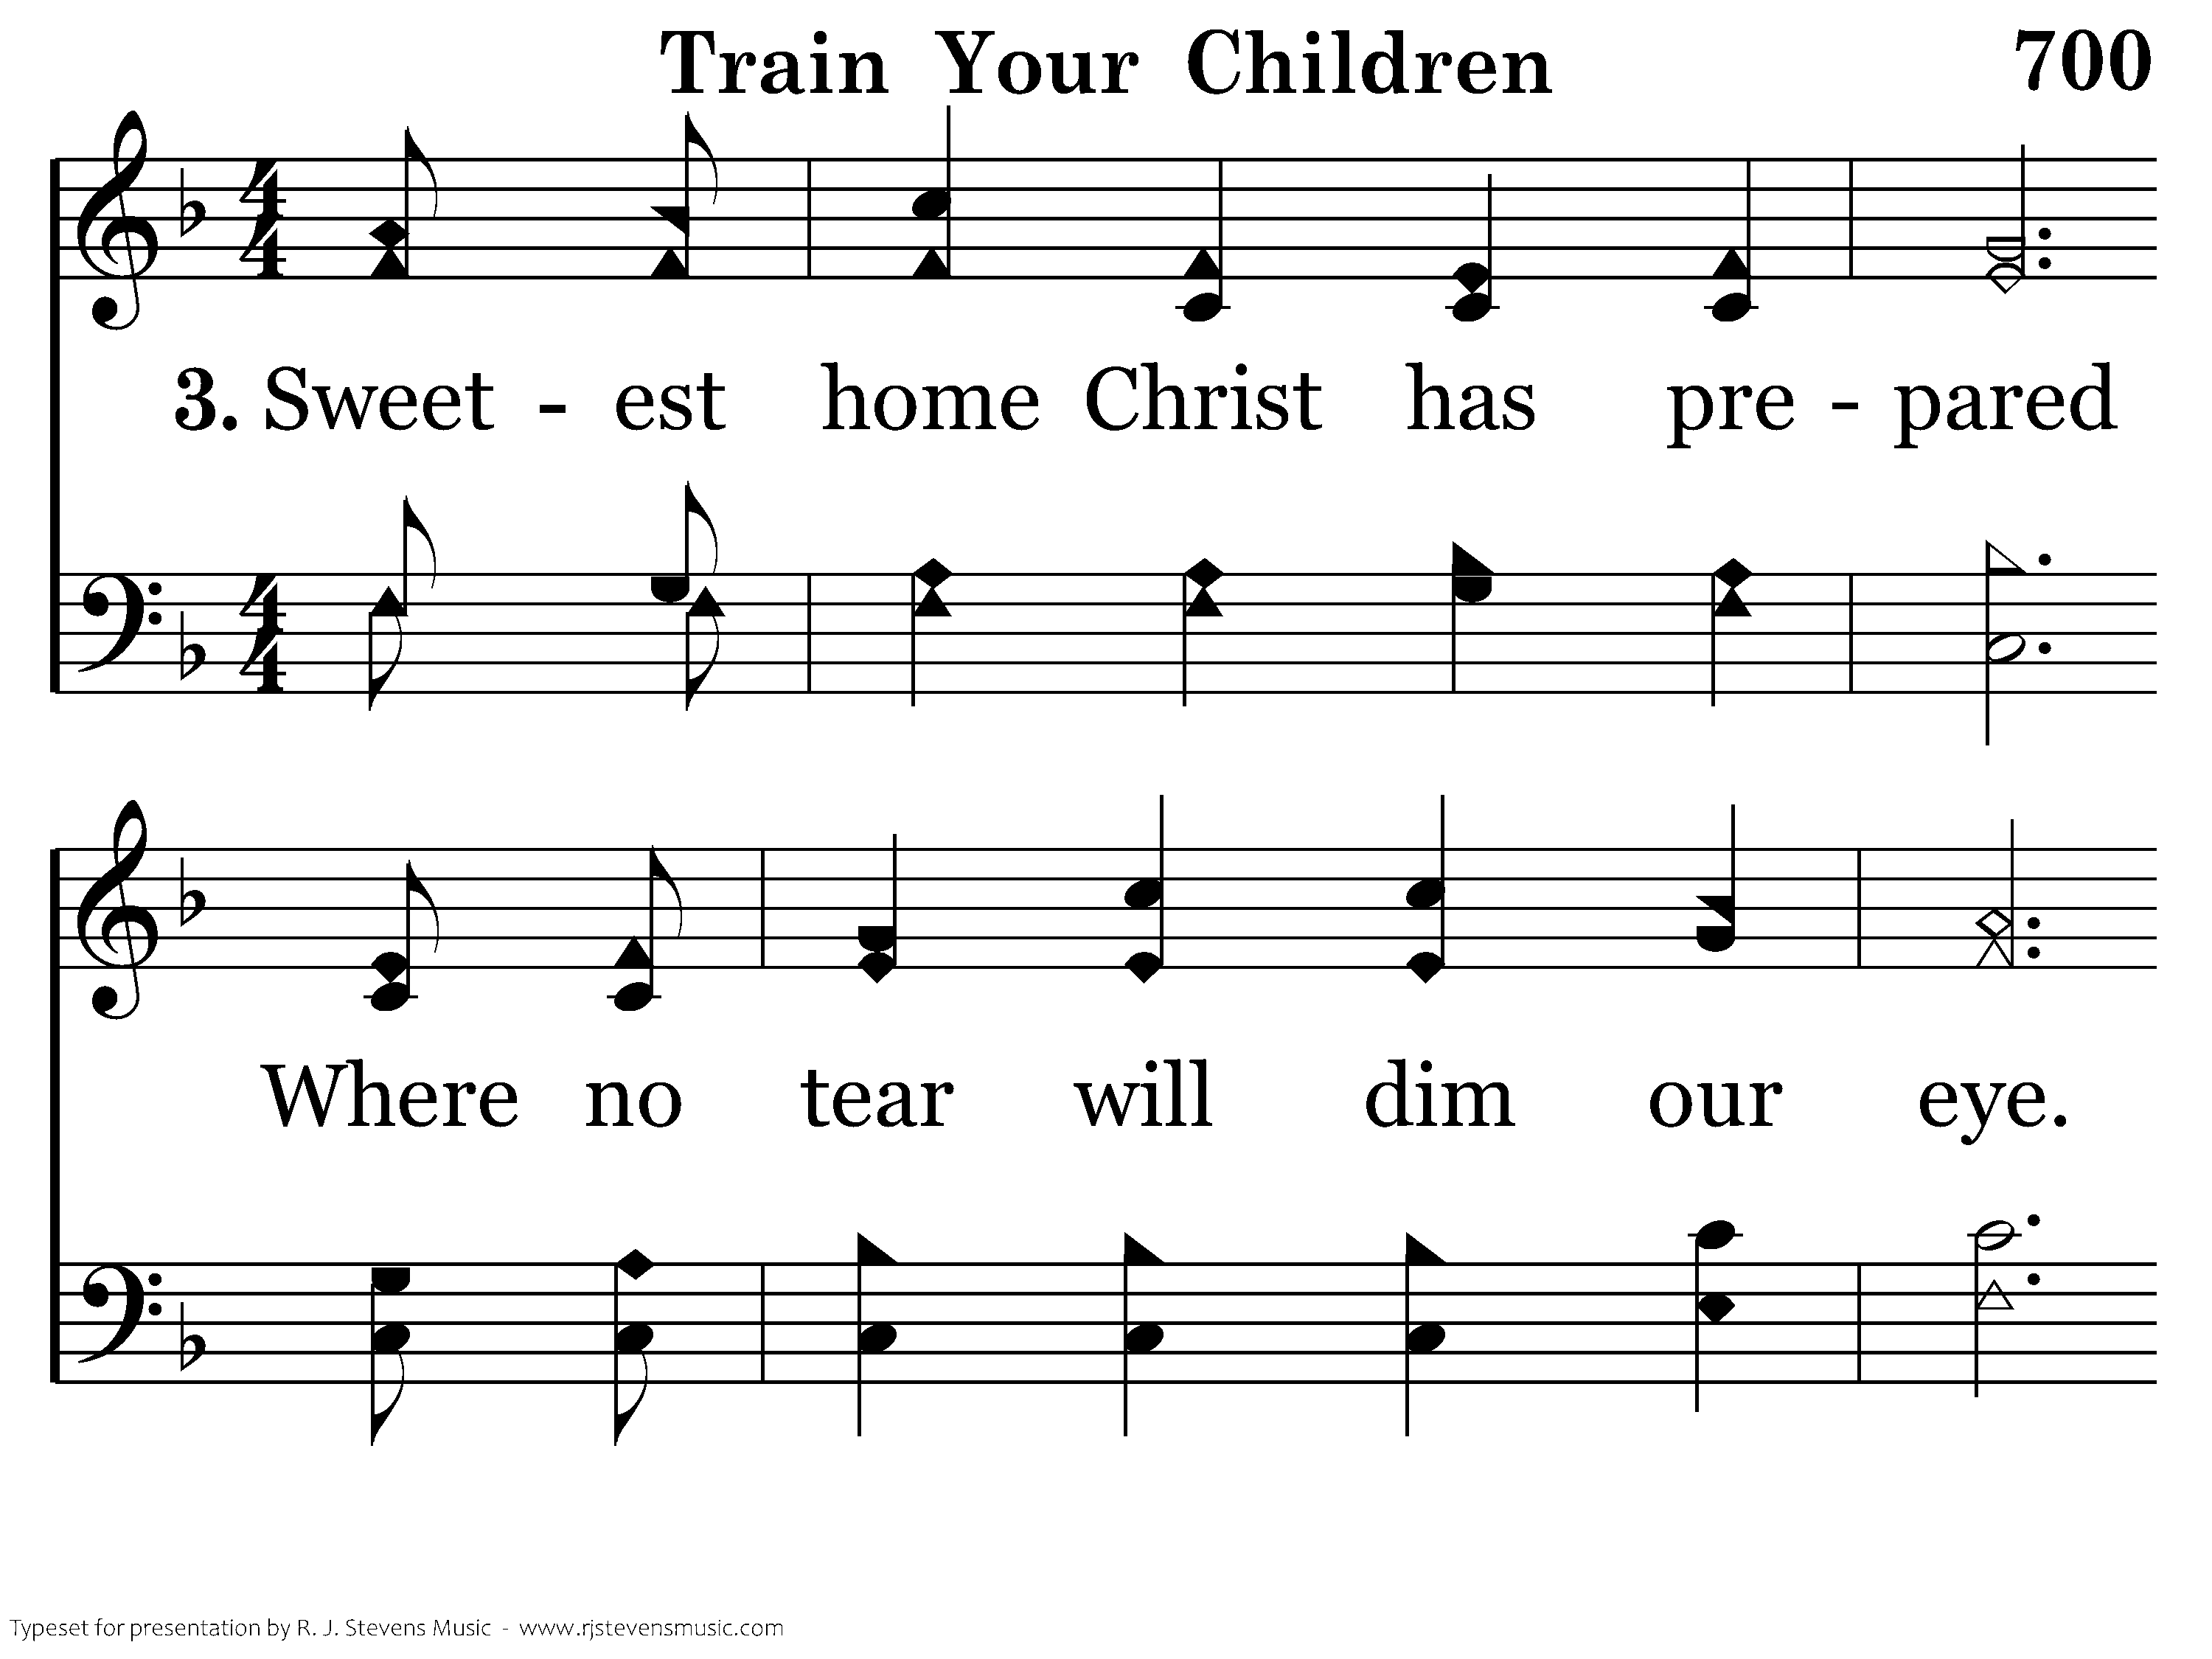 Train Your Children 700
3. Sweet - est home Christ has pre - pared
Where no tear will dim our eye.
Typeset for presentation by R. J. Stevens Music - www.rjstevensmusic.com